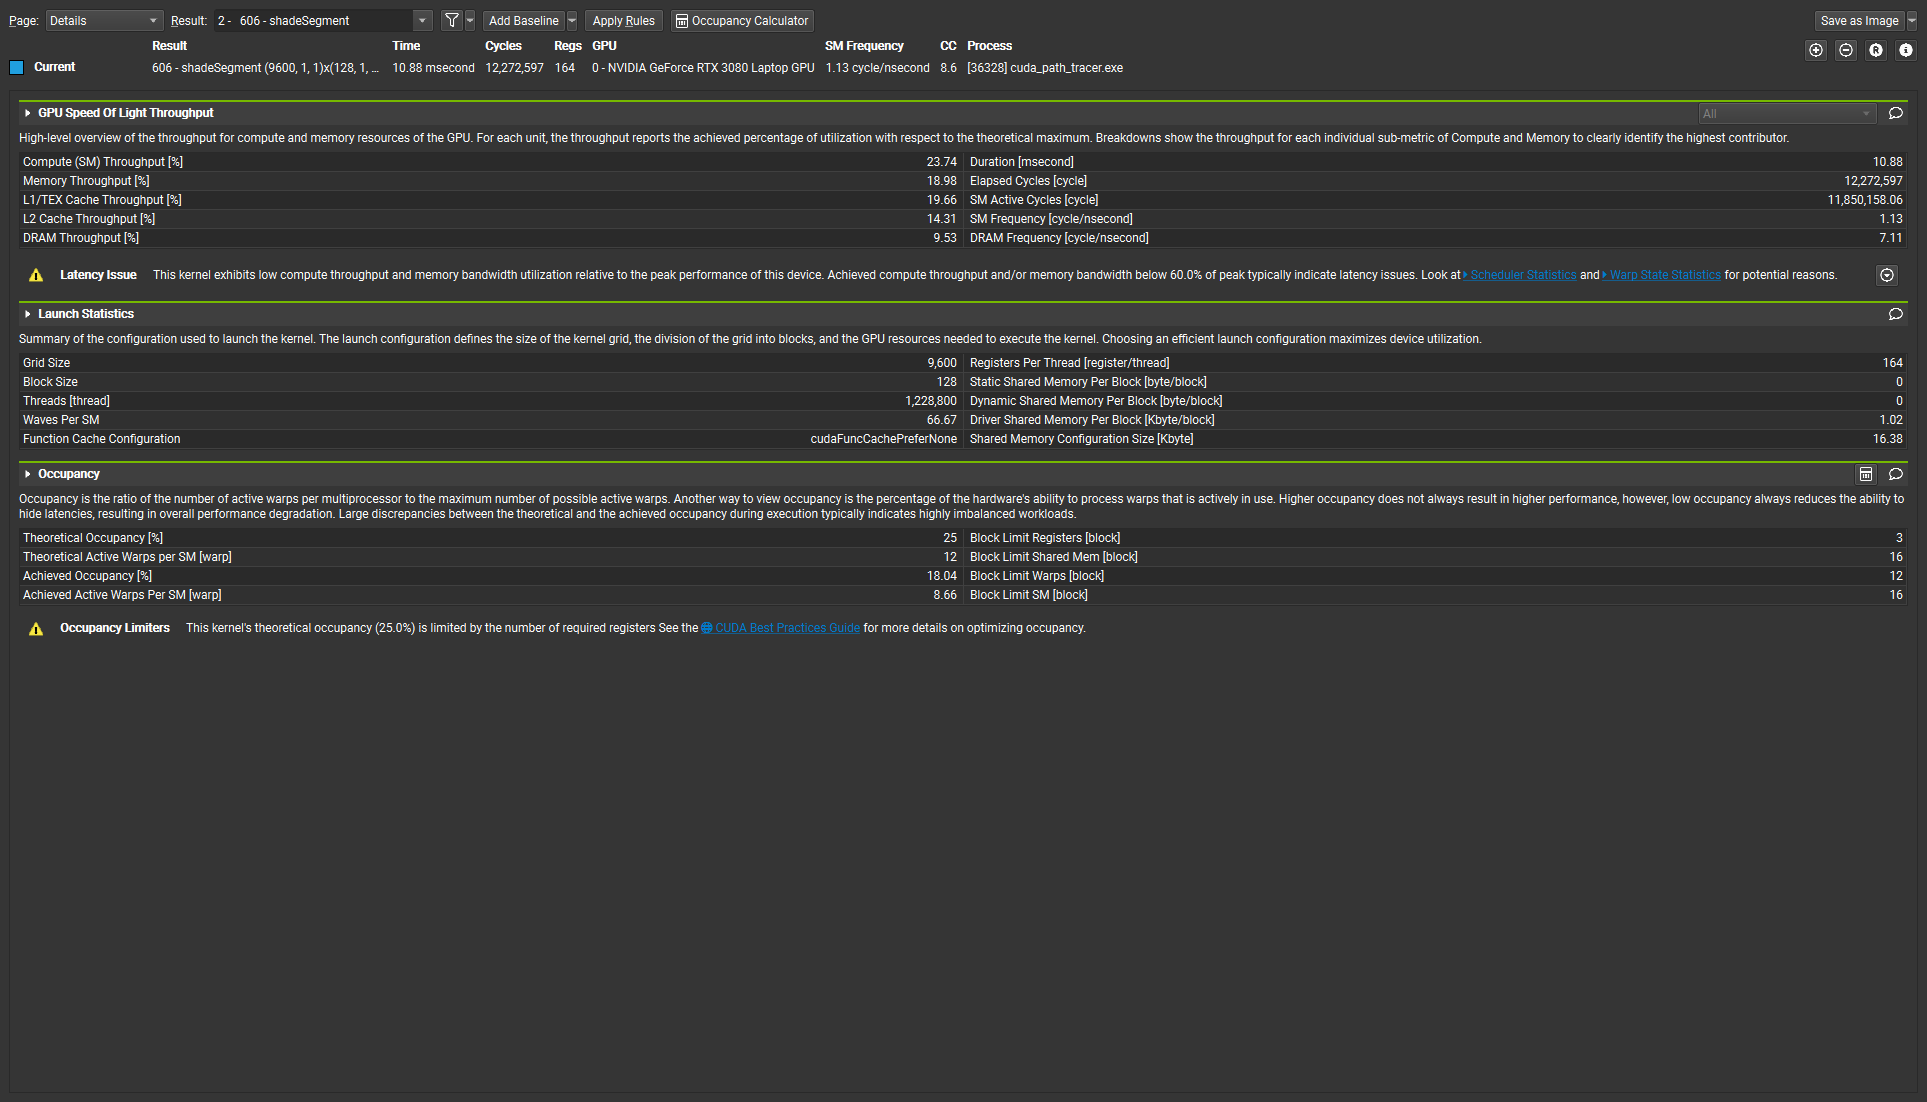 Page: Details Result: 2 - 606 - shadeSegment Add Baseline Apply Rules Occupancy Calculator Save as Image
Result Time Cycles Regs GPU SM Frequency CC Process
Current 606 - shadeSegment (9600, 1, 1)x(128, 1, ... 10.88 msecond 12,272,597 164 0 - NVIDIA GeForce RTX 3080 Laptop GPU 1.13 cycle/nsecond 8.6 [36328] cuda_path_tracer.exe
GPU Speed Of Light Throughput All
High-level overview of the throughput for compute and memory resources of the GPU. For each unit, the throughput reports the achieved percentage of utilization with respect to the theoretical maximum. Breakdowns show the throughput for each individual sub-metric of Compute and Memory to clearly identify the highest contributor.
Compute (SM) Throughput [%] 23.74 Duration [msecond] 10.88
Memory Throughput [%] 18.98 Elapsed Cycles [cycle] 12,272,597
L1/TEX Cache Throughput [%] 19.66 SM Active Cycles [cycle] 11,850,158.06
L2 Cache Throughput [%] 14.31 SM Frequency [cycle/nsecond] 1.13
DRAM Throughput [%] 9.53 DRAM Frequency [cycle/nsecond] 7.11
Latency Issue This kernel exhibits low compute throughput and memory bandwidth utilization relative to the peak performance of this device. Achieved compute throughput and/or memory bandwidth below 60.0% of peak typically indicate latency issues. Look at Scheduler Statistics and Warp State Statistics for potential reasons.
Launch Statistics
Summary of the configuration used to launch the kernel. The launch configuration defines the size of the kernel grid, the division of the grid into blocks, and the GPU resources needed to execute the kernel. Choosing an efficient launch configuration maximizes device utilization.
Grid Size 9,600 Registers Per Thread [register/thread] 164
Block Size 128 Static Shared Memory Per Block [byte/block] 0
Threads [thread] 1,228,800 Dynamic Shared Memory Per Block [byte/block] 0
Waves Per SM 66.67 Driver Shared Memory Per Block [Kbyte/block] 1.02
Function Cache Configuration cudaFuncCachePreferNone Shared Memory Configuration Size [Kbyte] 16.38
Occupancy
Occupancy is the ratio of the number of active warps per multiprocessor to the maximum number of possible active warps. Another way to view occupancy is the percentage of the hardware's ability to process warps that is actively in use. Higher occupancy does not always result in higher performance, however, low occupancy always reduces the ability to
hide latencies, resulting in overall performance degradation. Large discrepancies between the theoretical and the achieved occupancy during execution typically indicates highly imbalanced workloads.
Theoretical Occupancy [%] 25 Block Limit Registers [block] 3
Theoretical Active Warps per SM [warp] 12 Block Limit Shared Mem [block] 16
Achieved Occupancy [%] 18.04 Block Limit Warps [block] 12
Achieved Active Warps Per SM [warp] 8.66 Block Limit SM [block] 16
Occupancy Limiters This kernel's theoretical occupancy (25.0%) is limited by the number of required registers See the CUDA Best Practices Guide for more details on optimizing occupancy.